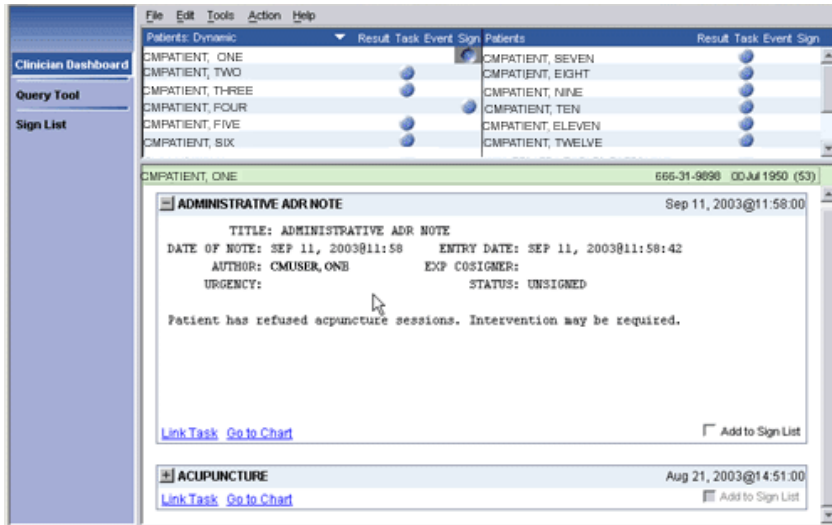 File Edit Tools Action Help
Patients: Dynamic Result Task Event Sign Patients Result Task Event Sign
Clinician Dashboard
Query Tool
Sign List
CMPATIENT, ONE CMPATIENT, SEVEN
CMPATIENT, TWO CMPATIENT, EIGHT
CMPATIENT, THREE CMPATIENT, NINE
CMPATIENT, FOUR CMPATIENT, TEN
CMPATIENT, FIVE CMPATIENT, ELEVEN
CMPATIENT, SIX CMPATIENT, TWELVE
CMPATIENT, ONE 666-31-9898 00 Jul 1950 (53)
ADMINISTRATIVE ADR NOTE Sep 11, 2003@11:58:00
TITLE: ADMINISTRATIVE ADR NOTE
DATE OF NOTE: SEP 11, 2003@11:58 ENTRY DATE: SEP 11, 2003@11:58:42
AUTHOR: CMUSER, ONE EXP COSIGNER:
URGENCY: STATUS: UNSIGNED
Patient has refused acpuncture sessions. Intervention may be required.
Link Task Go to Chart Add to Sign List
ACUPUNCTURE Aug 21, 2003@14:51:00
Link Task Go to Chart Add to Sign List